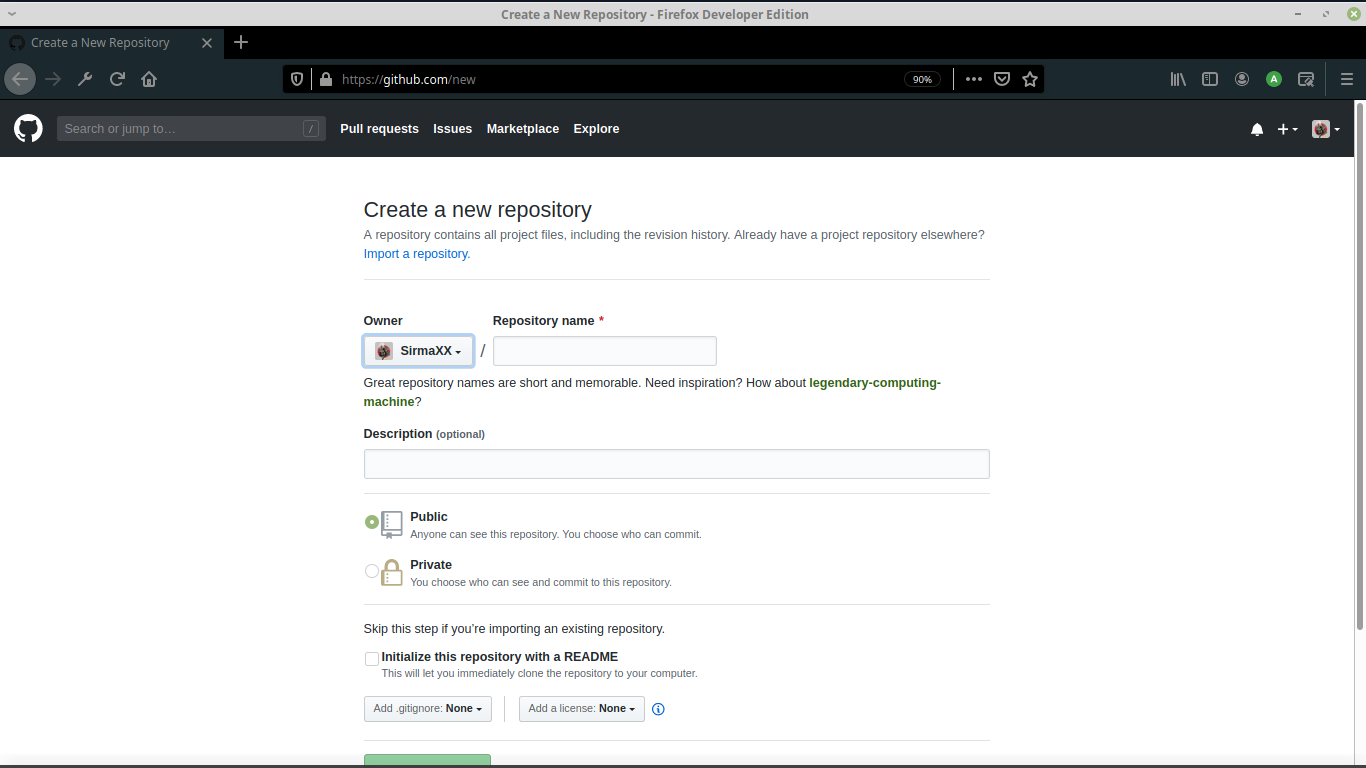 Create a New Repository - Firefox Developer Edition
Create a New Repository
https://github.com/new
90%
A
Search or jump to…
/
Pull requests
Issues
Marketplace
Explore
Create a new repository
A repository contains all project files, including the revision history. Already have a project repository elsewhere?
Import a repository.
Owner
Repository name *
SirmaXX
/
Great repository names are short and memorable. Need inspiration? How about legendary-computing-
machine?
Description (optional)
Public
Anyone can see this repository. You choose who can commit.
Private
You choose who can see and commit to this repository.
Skip this step if you’re importing an existing repository.
Initialize this repository with a README
This will let you immediately clone the repository to your computer.
Add .gitignore: None
Add a license: None